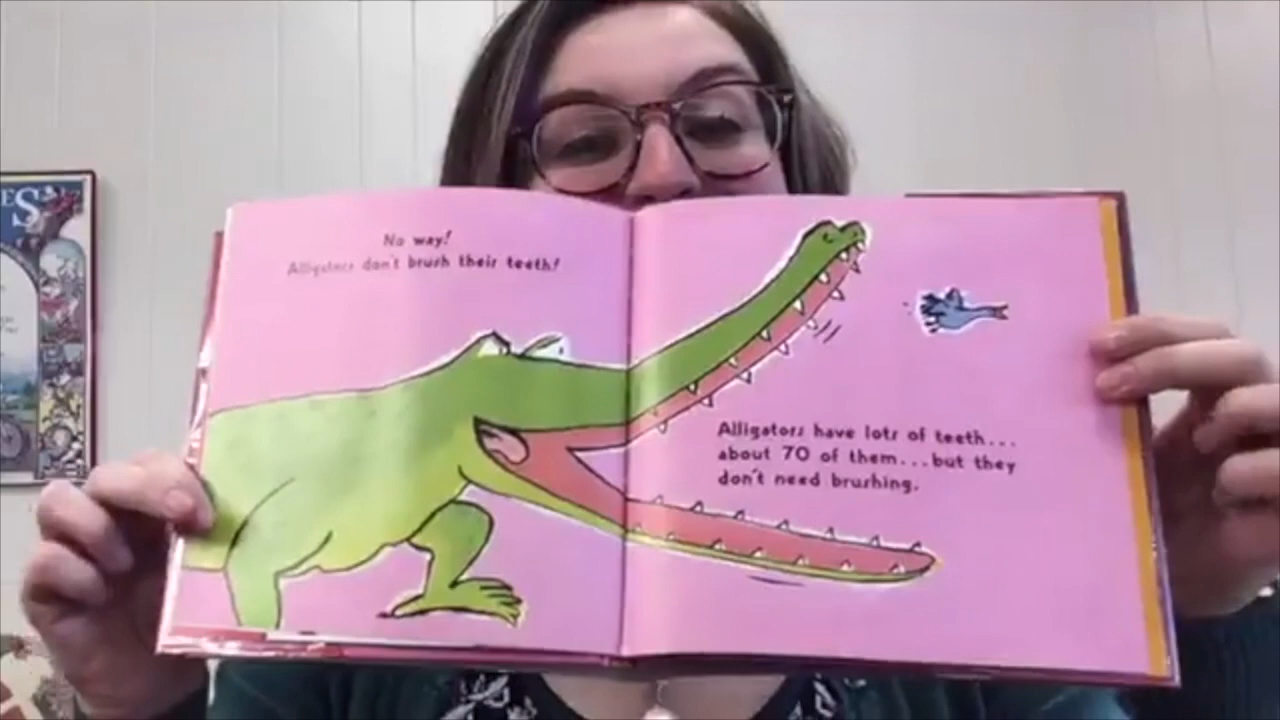 No way!
Alligators don't brush their teeth!
Alligators have lots of teeth...
about 70 of them...but they
don't need brushing.
ES